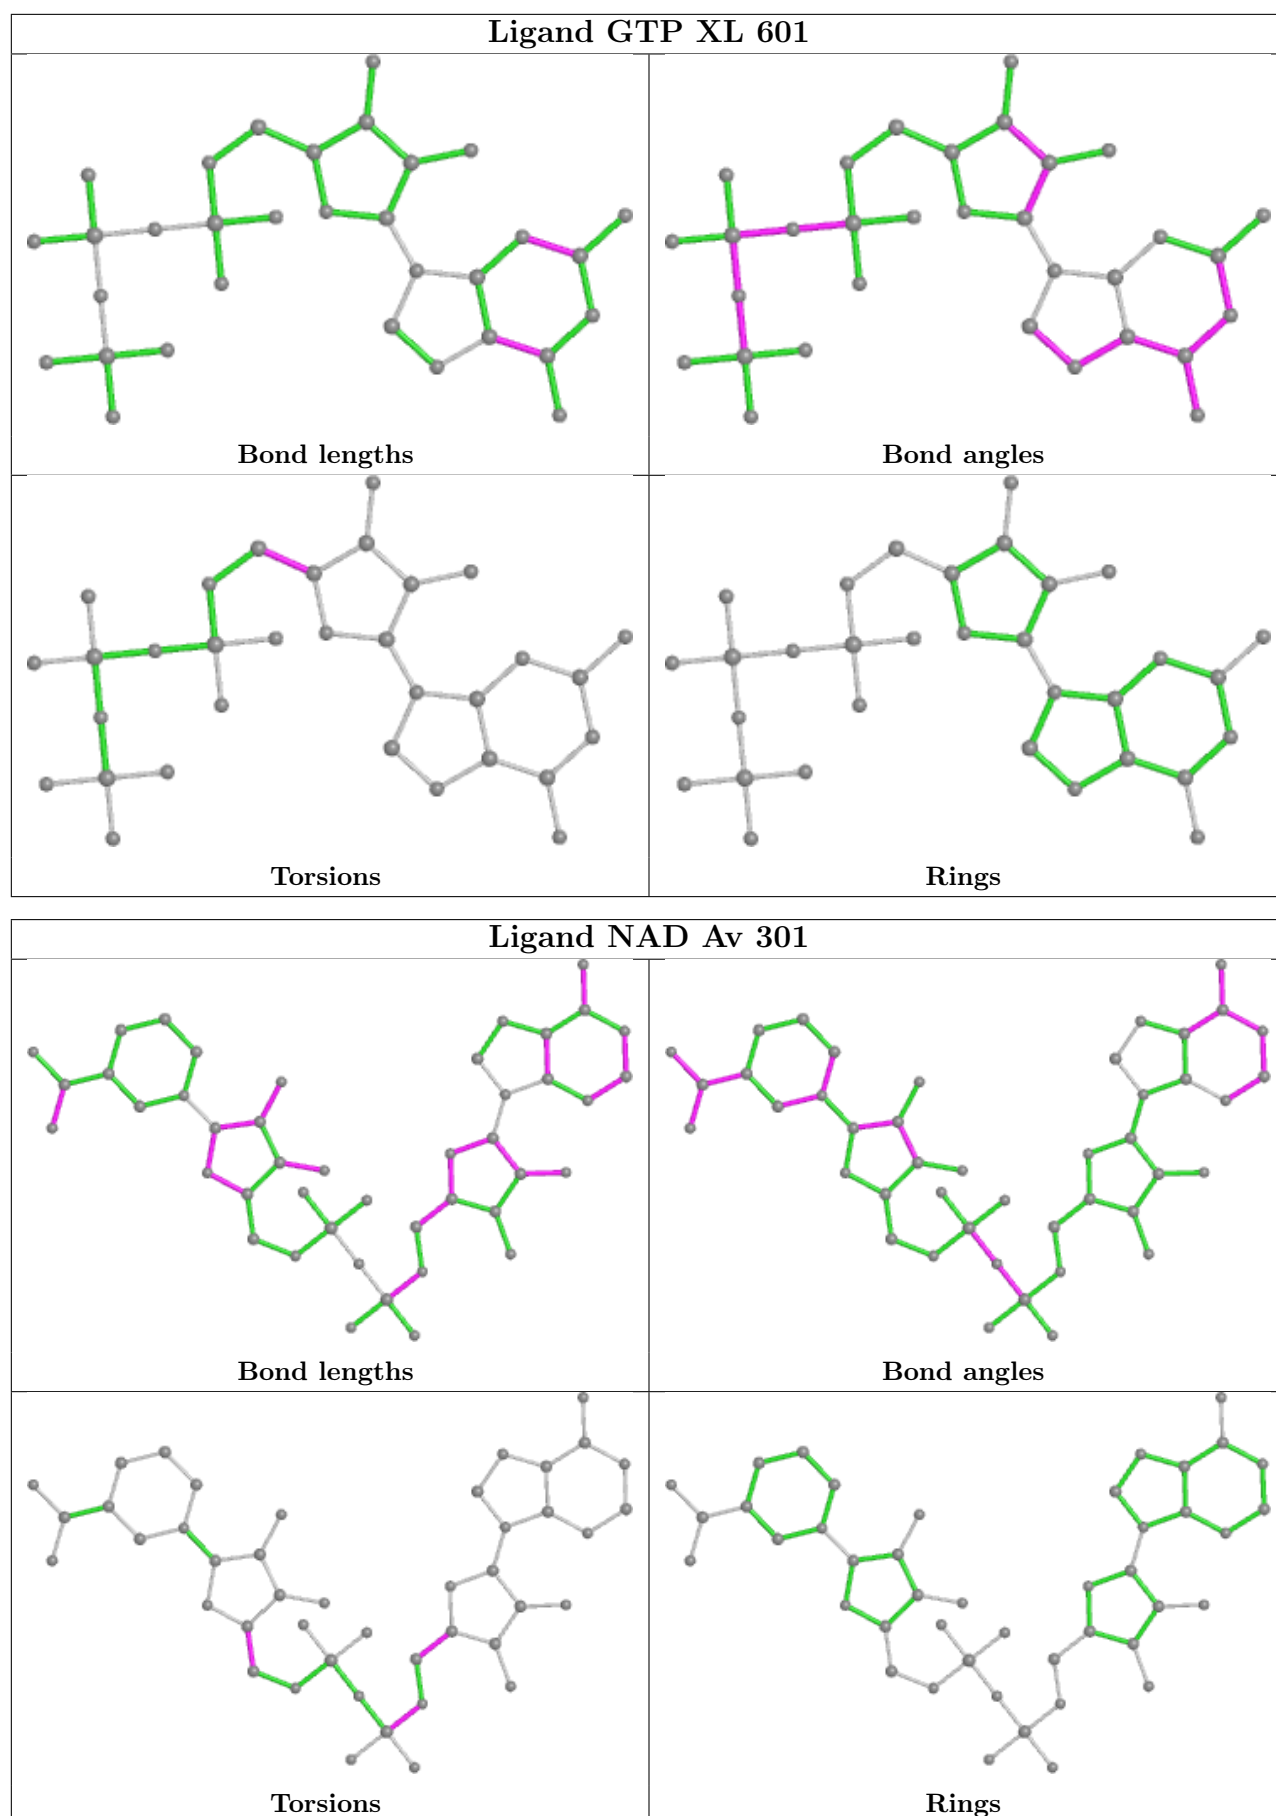 Ligand GTP XL 601
Bond lengths
Bond angles
Torsions
Rings
Ligand NAD Av 301
Bond lengths
Bond angles
Torsions
Rings